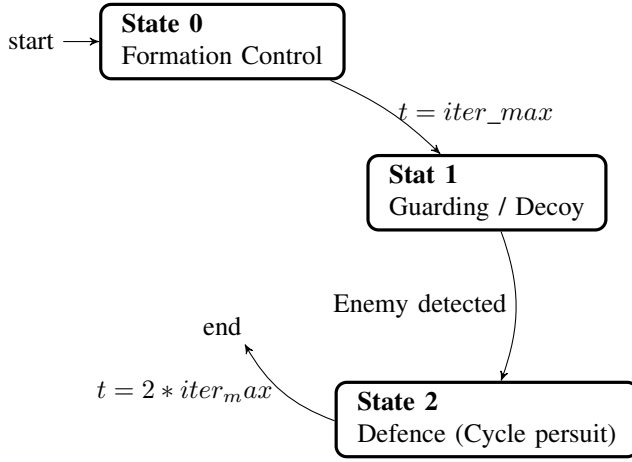 State 0
start
Formation Control
t = iter_max
Stat 1
Guarding / Decoy
Enemy detected
end
t = 2 * iter_max
State 2
Defence (Cycle persuit)